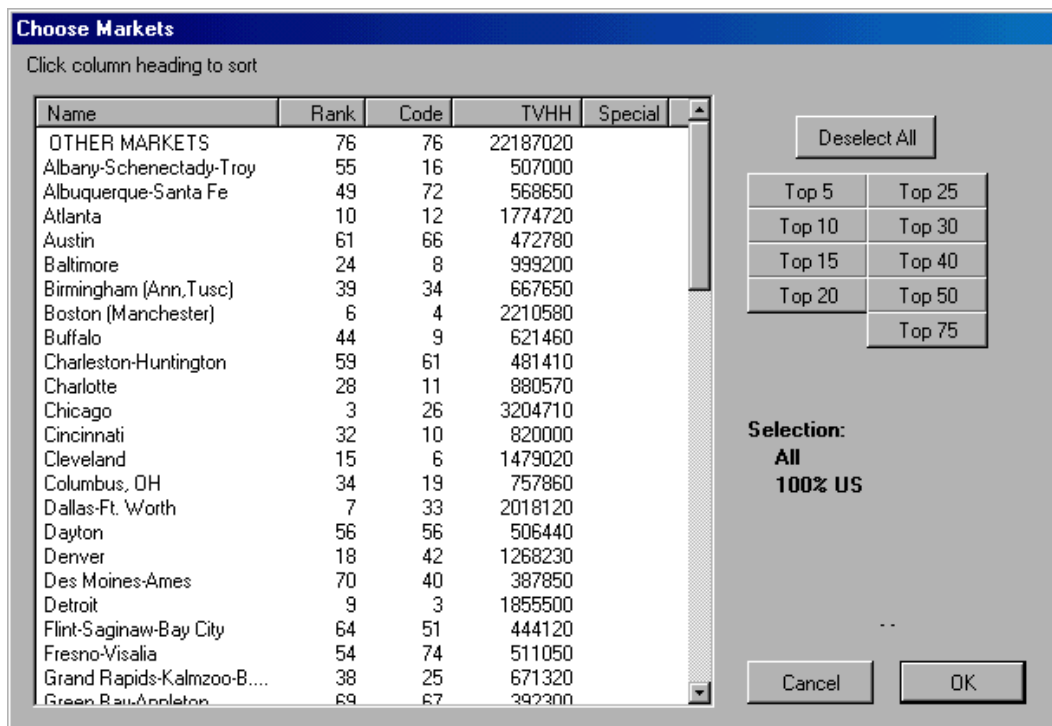 Choose Markets
Click column heading to sort
Name Rank Code TVHH Special
OTHER MARKETS 76 76 22187020
Albany-Schenectady-Troy 55 16 507000
Albuquerque-Santa Fe 49 72 568650
Atlanta 10 12 1774720
Austin 61 66 472780
Baltimore 24 8 999200
Birmingham (Ann,Tusc) 39 34 667650
Boston (Manchester) 6 4 2210580
Buffalo 44 9 621460
Charleston-Huntington 59 61 481410
Charlotte 28 11 880570
Chicago 3 26 3204710
Cincinnati 32 10 820000
Cleveland 15 6 1479020
Columbus, OH 34 19 757860
Dallas-Ft. Worth 7 33 2018120
Dayton 56 56 506440
Denver 18 42 1268230
Des Moines-Ames 70 40 387850
Detroit 9 3 1855500
Flint-Saginaw-Bay City 64 51 444120
Fresno-Visalia 54 74 511050
Grand Rapids-Kalmzoo-B.... 38 25 671320
Green Bay-Appleton 69 67 392300
Deselect All
Top 5 Top 25
Top 10 Top 30
Top 15 Top 40
Top 20 Top 50
Top 75
Selection:
All
100% US
- -
Cancel OK